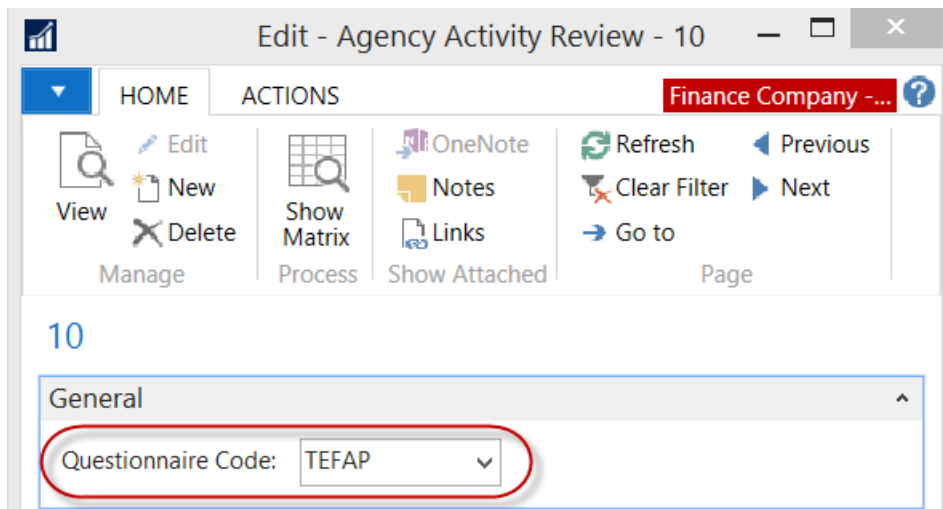 Edit - Agency Activity Review - 10
HOME ACTIONS Finance Company -...
View
Edit
New
Delete
Manage
Show Matrix
Process
OneNote
Notes
Links
Show Attached
Refresh
Clear Filter
Go to
Previous
Next
Page
10
General
Questionnaire Code: TEFAP